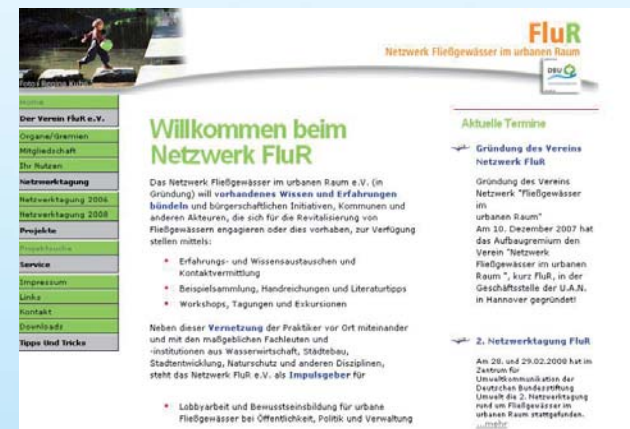 FluR
Netzwerk Fließgewässer im urbanen Raum
DBU
Home
Der Verein FluR e.V.
Organe/Gremien
Mitgliedschaft
Ihr Nutzen
Netzwerktagung
Netzwerktagung 2006
Netzwerktagung 2008
Projekte
Projektsuche
Service
Impressum
Links
Kontakt
Downloads
Tipps Und Tricks
Willkommen beim
Netzwerk FluR
Das Netzwerk Fließgewässer im urbanen Raum e.V. (in
Gründung) will vorhandenes Wissen und Erfahrungen
bündeln und bürgerschaftlichen Initiativen, Kommunen und
anderen Akteuren, die sich für die Revitalisierung von
Fließgewässern engagieren oder dies vorhaben, zur Verfügung
stellen mittels:
Erfahrungs- und Wissensaustauschen und
Kontaktvermittlung
Beispielsammlung, Handreichungen und Literaturtipps
Workshops, Tagungen und Exkursionen
Neben dieser Vernetzung der Praktiker vor Ort miteinander
und mit den maßgeblichen Fachleuten und
-institutionen aus Wasserwirtschaft, Städtebau,
Stadtentwicklung, Naturschutz und anderen Disziplinen,
steht das Netzwerk FluR e.V. als Impulsgeber für
Lobbyarbeit und Bewusstseinsbildung für urbane
Fließgewässer bei Öffentlichkeit, Politik und Verwaltung
Aktuelle Termine
Gründung des Vereins
Netzwerk FluR
Gründung des Vereins
Netzwerk "Fließgewässer
im
urbanen Raum"
Am 10. Dezember 2007 hat
das Aufbaugremium den
Verein "Netzwerk
Fließgewässer im urbanen
Raum ", kurz FluR, in der
Geschäftsstelle der U.A.N.
in Hannover gegründet!
2. Netzwerktagung FluR
Am 28. und 29.02.2008 hat im
Zentrum für
Umweltkommunikation der
Deutschen Bundesstiftung
Umwelt die 2. Netzwerktagung
rund um Fließgewässer im
urbanen Raum stattgefunden.
...mehr